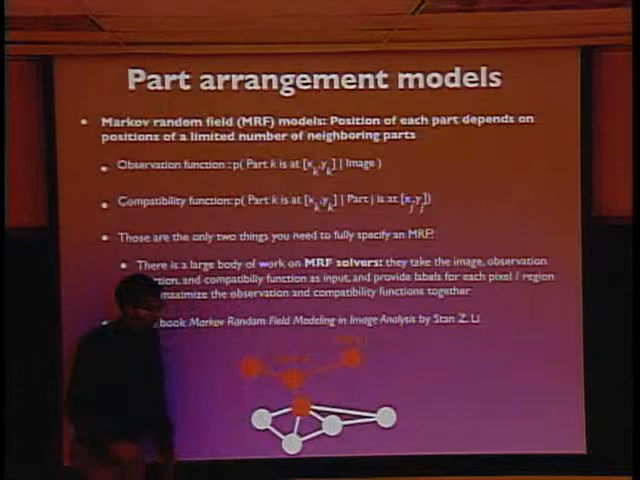 Part arrangement models
• Markov random field (MRF) models: Position of each part depends on
positions of a limited number of neighboring parts
• Observation function : p( Part k is at [x_k,y_k] | Image )
• Compatibility function: p( Part k is at [x_k,y_k] | Part j is at [x_j,y_j])
• Those are the only two things you need to fully specify an MRF.
• There is a large body of work on MRF solvers: they take the image, observation
and compatibiliy function as input, and provide labels for each pixel / region
maximize the observation and compatibility functions together
book Markov Random Field Modeling in Image Analysis by Stan Z. Li